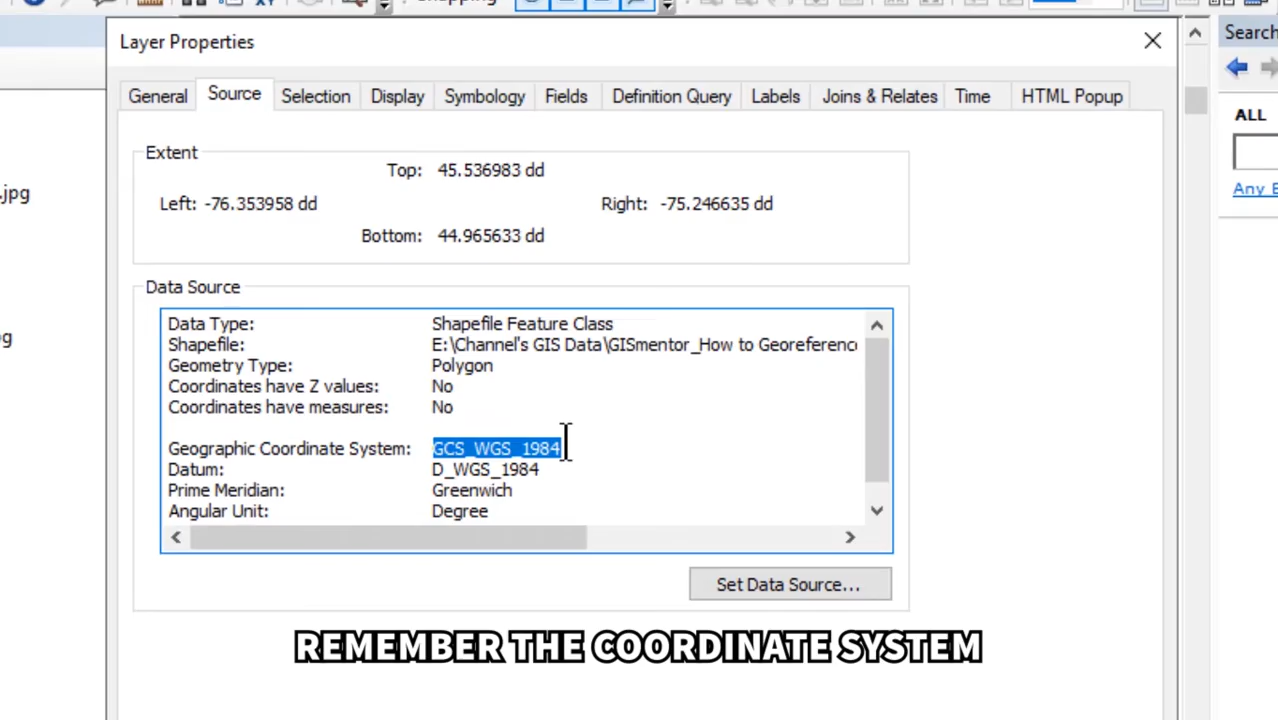 Snapping
Layer Properties
Search
General Source Selection Display Symbology Fields Definition Query Labels Joins & Relates Time HTML Popup
ALL
Extent
Top: 45.536983 dd
.jpg
Any
Left: -76.353958 dd Right: -75.246635 dd
Bottom: 44.965633 dd
Data Source
Data Type: Shapefile Feature Class
Shapefile: E:\Channel's GIS Data\GISmentor_How to Georeference
Geometry Type: Polygon
Coordinates have Z values: No
Coordinates have measures: No
Geographic Coordinate System: GCS_WGS_1984
Datum: D_WGS_1984
Prime Meridian: Greenwich
Angular Unit: Degree
Set Data Source...
REMEMBER THE COORDINATE SYSTEM